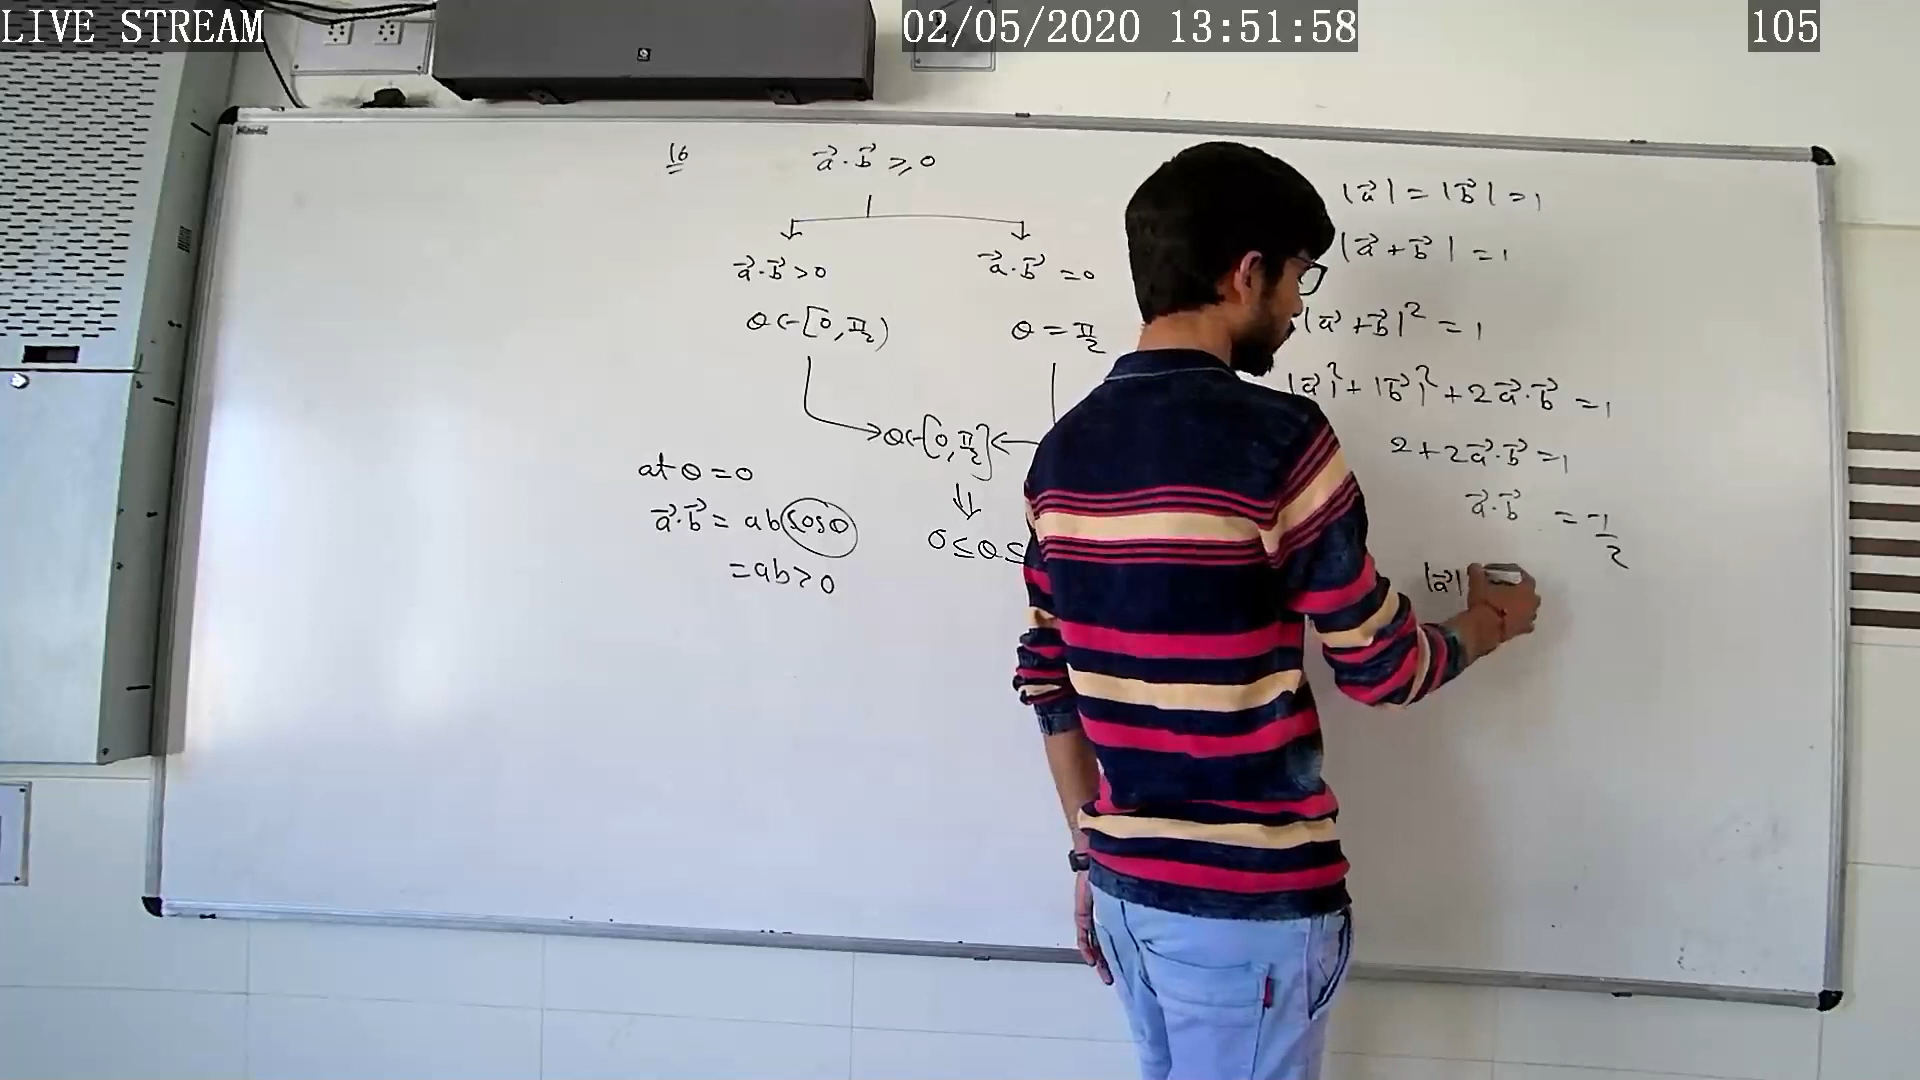 LIVE STREAM
02/05/2020 13:51:58
105
16
a⃗·b⃗ ≥ 0
a⃗·b⃗ > 0
a⃗·b⃗ = 0
θ ∈ [0, π/2)
θ = π/2
θ ∈ [0, π/2]
0 ≤ θ ≤
at θ = 0
a⃗·b⃗ = ab cosθ
= ab > 0
|a⃗| = |b⃗| = 1
|a⃗ + b⃗| = 1
|a⃗ + b⃗|² = 1
|a⃗|² + |b⃗|² + 2a⃗·b⃗ = 1
2 + 2a⃗·b⃗ = 1
a⃗·b⃗ = -1/2
|a⃗|